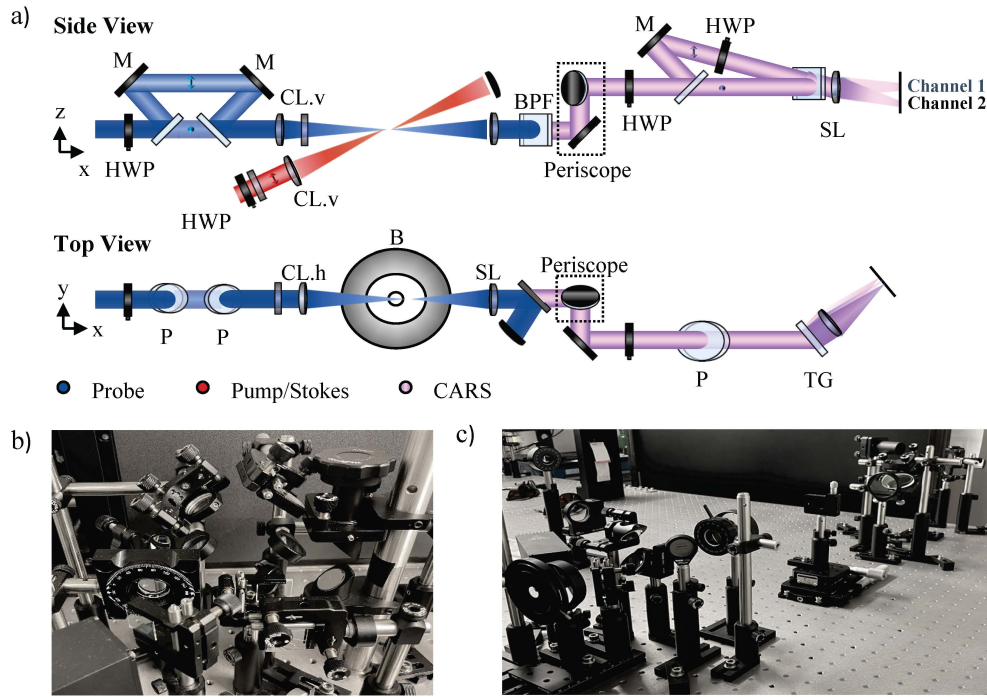 a)
Side View
M
M
CL.v
HWP
z
x
HWP
CL.v
BPF
Periscope
M
HWP
HWP
SL
Channel 1
Channel 2
Top View
B
CL.h
SL
Periscope
y
x
P
P
P
TG
Probe
Pump/Stokes
CARS
b)
c)